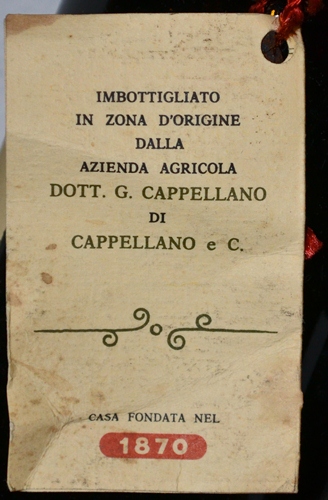 IMBOTTIGLIATO
IN ZONA D'ORIGINE
DALLA
AZIENDA AGRICOLA
DOTT. G. CAPPELLANO
DI
CAPPELLANO e C.
CASA FONDATA NEL
1870